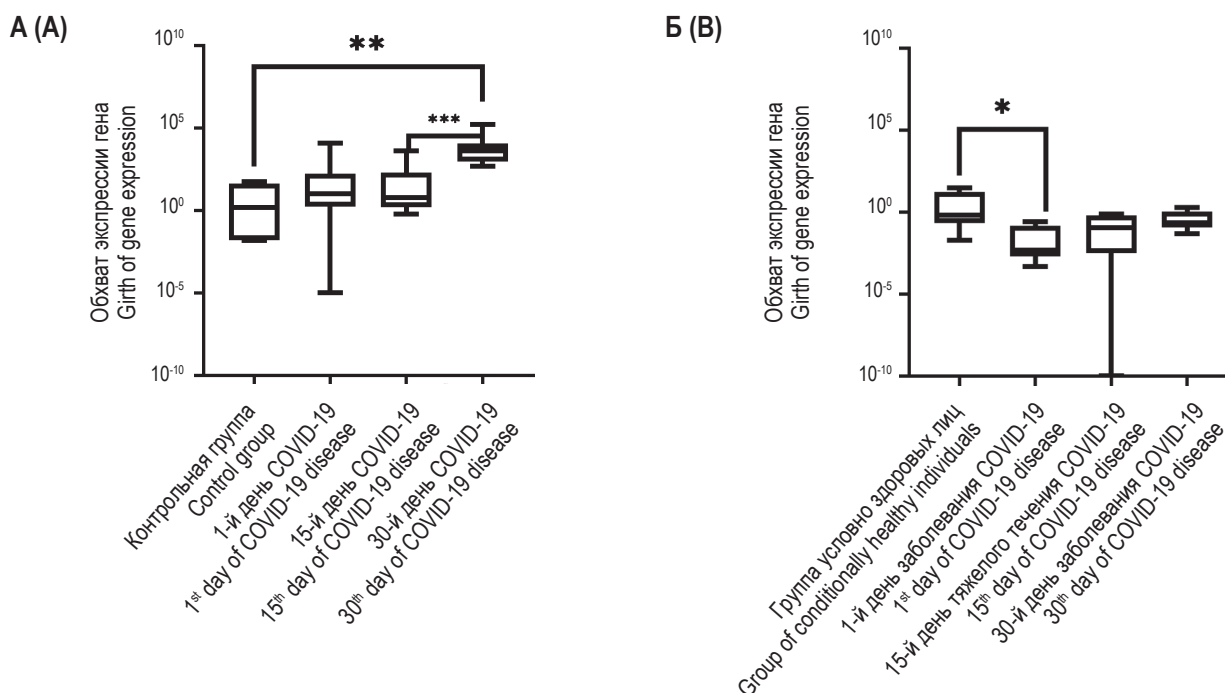 А (A)
10¹⁰
10⁵
10⁰
10⁻⁵
10⁻¹⁰
Обхват экспрессии гена
Girth of gene expression
**
***
Контрольная группа
Control group
1-й день COVID-19
1ˢᵗ day of COVID-19 disease
15-й день COVID-19
15ᵗʰ day of COVID-19 disease
30-й день COVID-19
30ᵗʰ day of COVID-19 disease
Б (B)
10¹⁰
10⁵
10⁰
10⁻⁵
10⁻¹⁰
Обхват экспрессии гена
Girth of gene expression
*
Группа условно здоровых лиц
Group of conditionally healthy individuals
1-й день заболевания COVID-19
1ˢᵗ day of COVID-19 disease
15-й день тяжелого течения COVID-19
15ᵗʰ day of COVID-19 disease
30-й день заболевания COVID-19
30ᵗʰ day of COVID-19 disease